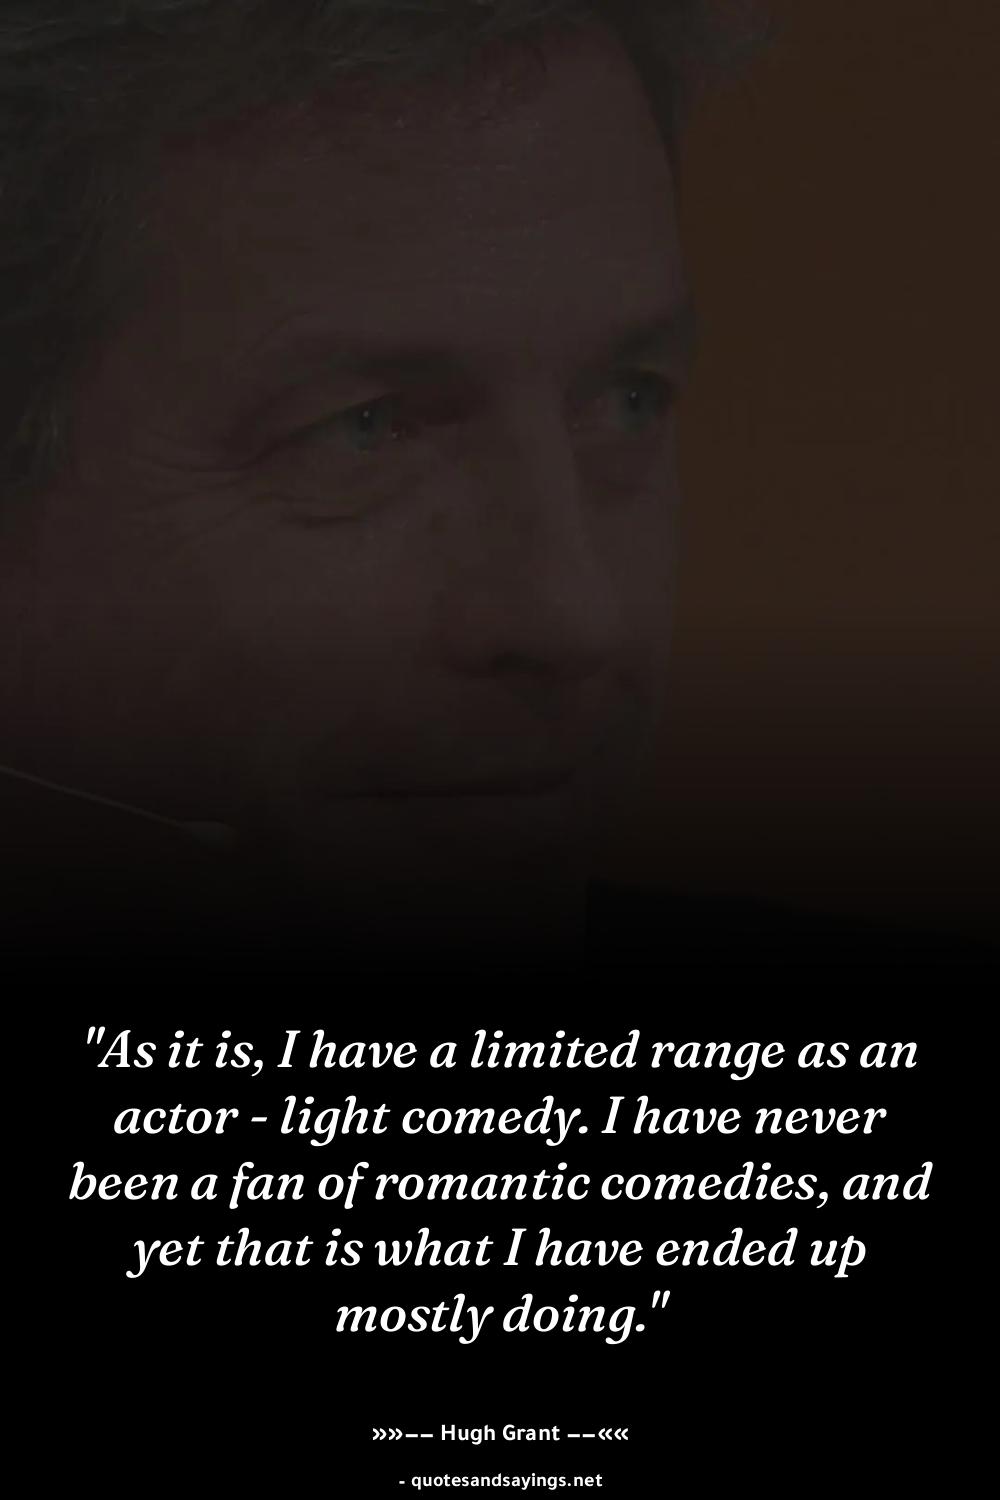 "As it is, I have a limited range as an
actor - light comedy. I have never
been a fan of romantic comedies, and
yet that is what I have ended up
mostly doing."
»»−− Hugh Grant −−««
- quotesandsayings.net